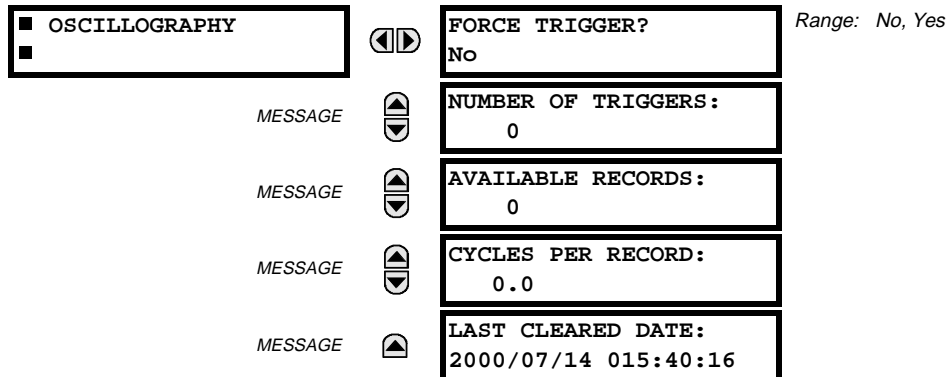 ■ OSCILLOGRAPHY
■
FORCE TRIGGER?
No
Range: No, Yes
MESSAGE
NUMBER OF TRIGGERS:
0
MESSAGE
AVAILABLE RECORDS:
0
MESSAGE
CYCLES PER RECORD:
0.0
MESSAGE
LAST CLEARED DATE:
2000/07/14 015:40:16